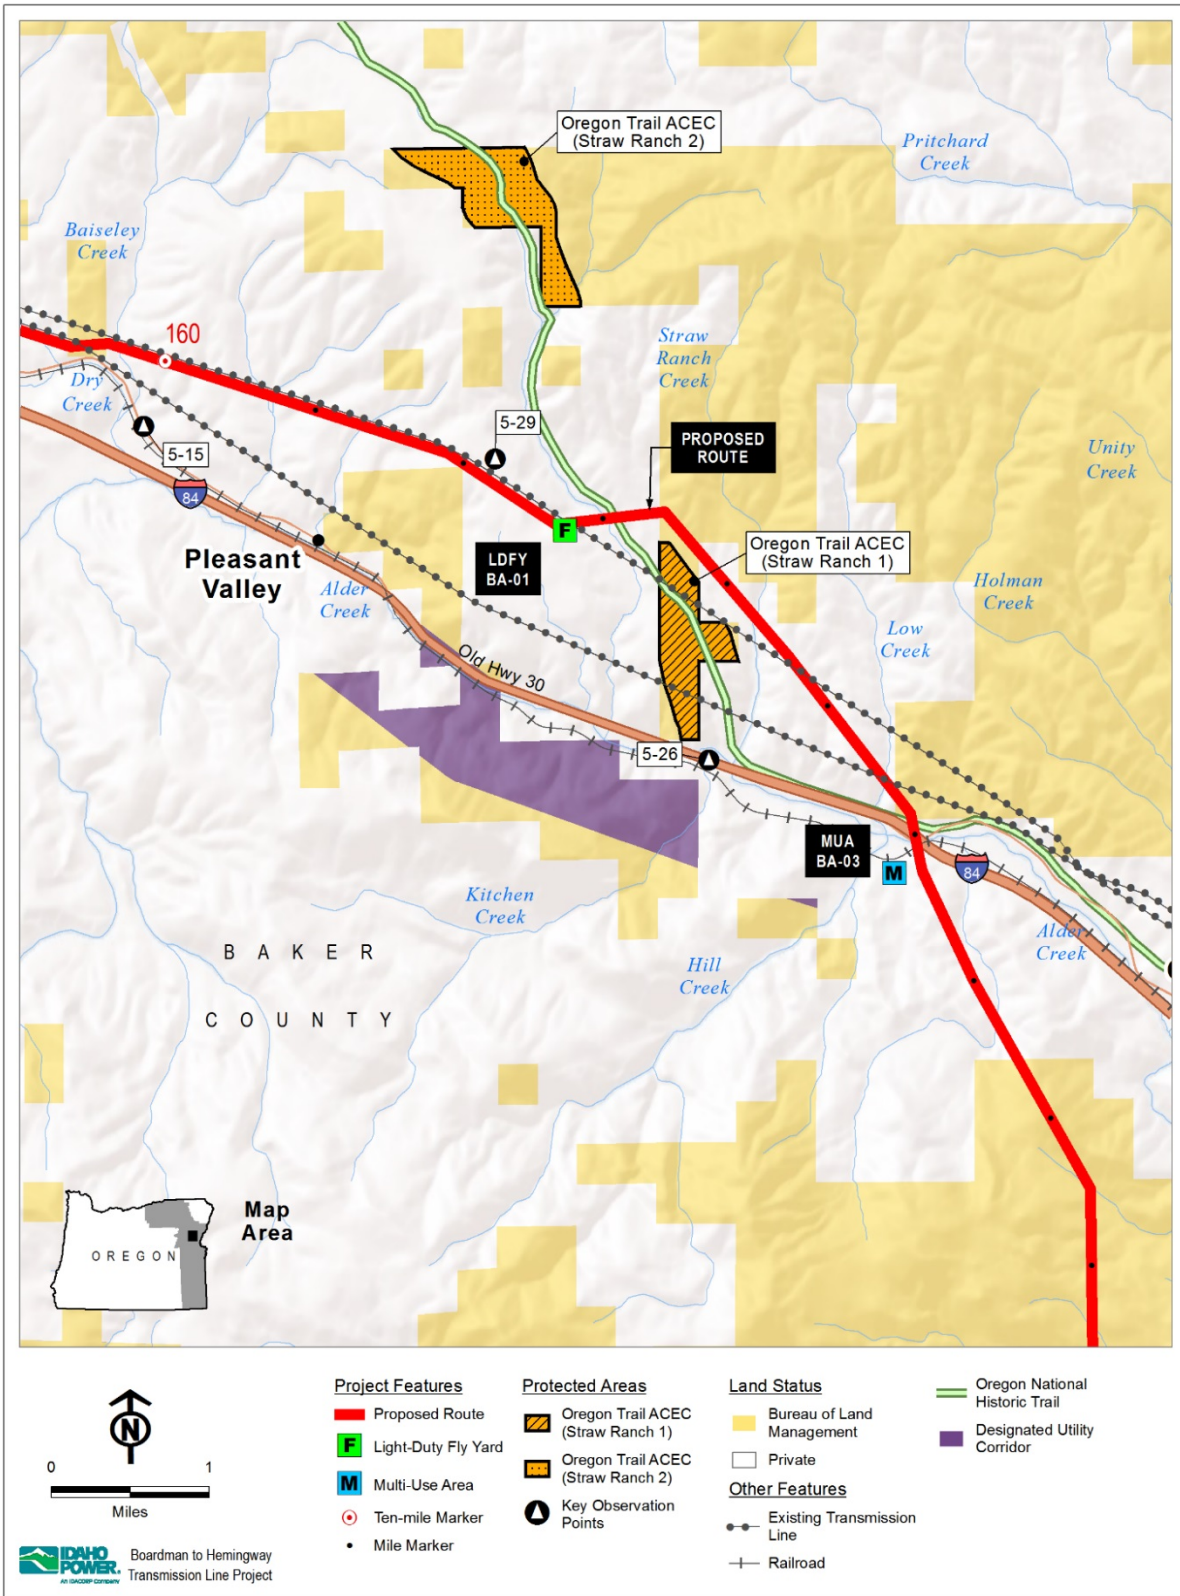 Oregon Trail ACEC
(Straw Ranch 2)
Pritchard
Creek
Baiseley
Creek
160
Straw
Ranch
Creek
Dry
Creek
5-29
PROPOSED
ROUTE
Unity
Creek
5-15
84
Pleasant
Valley
F
LDFY
BA-01
Oregon Trail ACEC
(Straw Ranch 1)
Alder
Creek
Holman
Creek
Low
Creek
Old Hwy 30
5-26
MUA
BA-03
M
84
Kitchen
Creek
Alder
Creek
Hill
Creek
BAKER
COUNTY
Map
Area
OREGON
N
0 1
Miles
IDAHO
POWER.
An IDACORP Company
Boardman to Hemingway
Transmission Line Project
Project Features
Proposed Route
F Light-Duty Fly Yard
M Multi-Use Area
Ten-mile Marker
Mile Marker
Protected Areas
Oregon Trail ACEC
(Straw Ranch 1)
Oregon Trail ACEC
(Straw Ranch 2)
Key Observation
Points
Land Status
Bureau of Land
Management
Private
Other Features
Existing Transmission
Line
Railroad
Oregon National
Historic Trail
Designated Utility
Corridor